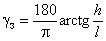 γ₃ = 180/π arctg h/l